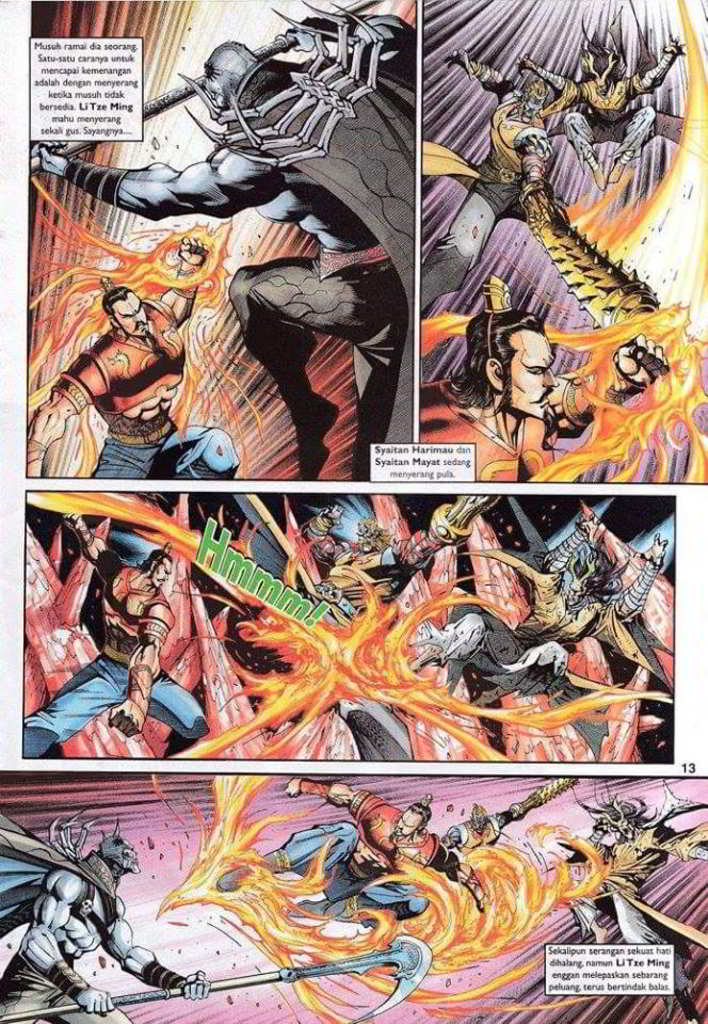 Musuh ramai dia seorang.
Satu-satu caranya untuk
mencapai kemenangan
adalah dengan menyerang
ketika musuh tidak
bersedia. Li Tze Ming
mahu menyerang
sekali gus. Sayangnya....
Syaitan Harimau dan
Syaitan Mayat sedang
menyerang pula.
Hmmmm!
13
Sekalipun serangan sekuat hati
dihalang, namun Li Tze Ming
enggan melepaskan sebarang
peluang, terus terdintak balas.